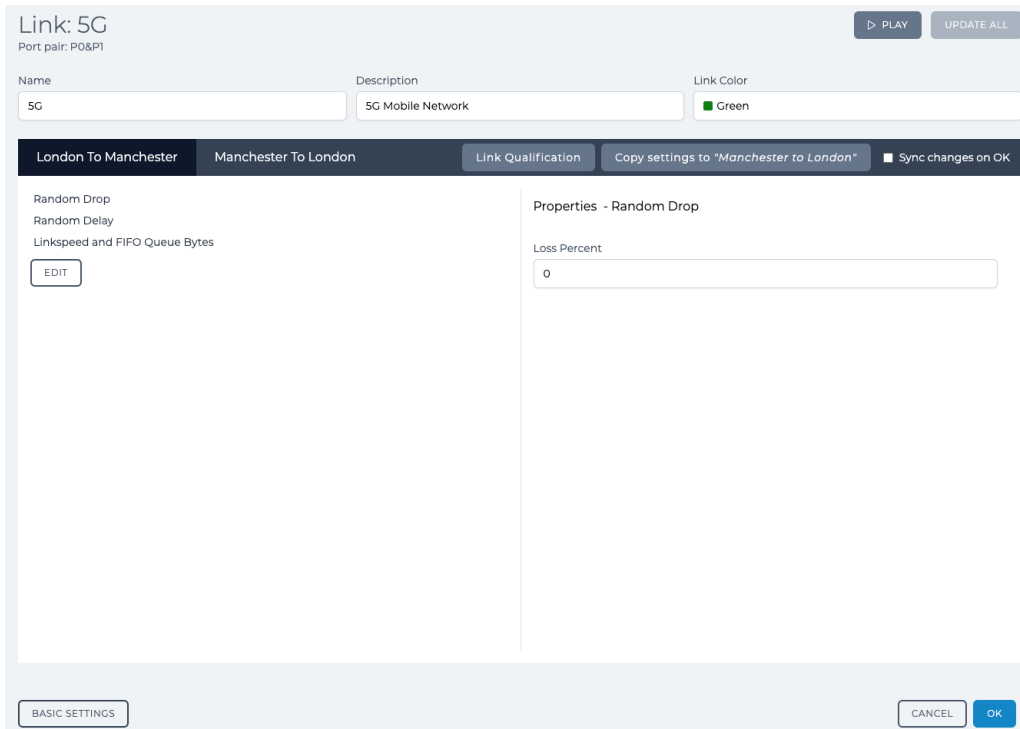 Link: 5G
Port pair: P0&P1
PLAY
UPDATE ALL
Name
Description
Link Color
5G
5G Mobile Network
Green
London To Manchester
Manchester To London
Link Qualification
Copy settings to "Manchester to London"
Sync changes on OK
Random Drop
Random Delay
Linkspeed and FIFO Queue Bytes
EDIT
Properties - Random Drop
Loss Percent
0
BASIC SETTINGS
CANCEL
OK